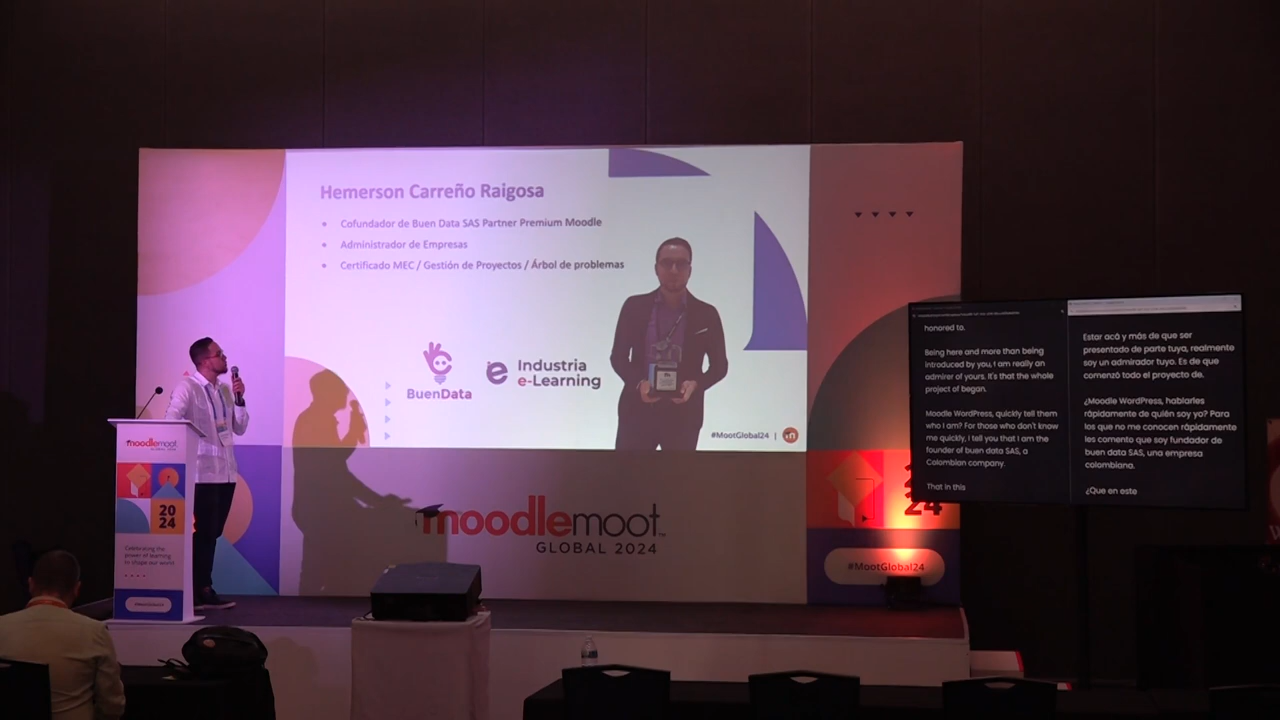 Hemerson Carreño Raigosa
• Cofundador de Buen Data SAS Partner Premium Moodle
• Administrador de Empresas
• Certificado MEC / Gestión de Proyectos / Árbol de problemas
BuenData
e Industria
e-Learning
#MootGlobal24 | m
moodlemoot
GLOBAL 2024
20
24
Celebrating the
power of learning
to shape our world
#MootGlobal24
moodlemoot
GLOBAL 2024
24
#MootGlobal24
honored to.
Being here and more than being
introduced by you, I am really an
admirer of yours. It's that the whole
project of began.
Moodle WordPress, quickly tell them
who I am? For those who don't know
me quickly, I tell you that I am the
founder of buen data SAS, a
Colombian company.
That in this
Estar acá y más de que ser
presentado de parte tuya, realmente
soy un admirador tuyo. Es de que
comenzó todo el proyecto de.
¿Moodle WordPress, hablarles
rápidamente de quién soy yo? Para
los que no me conocen rápidamente
les comento que soy fundador de
buen data SAS, una empresa
colombiana.
¿Que en este